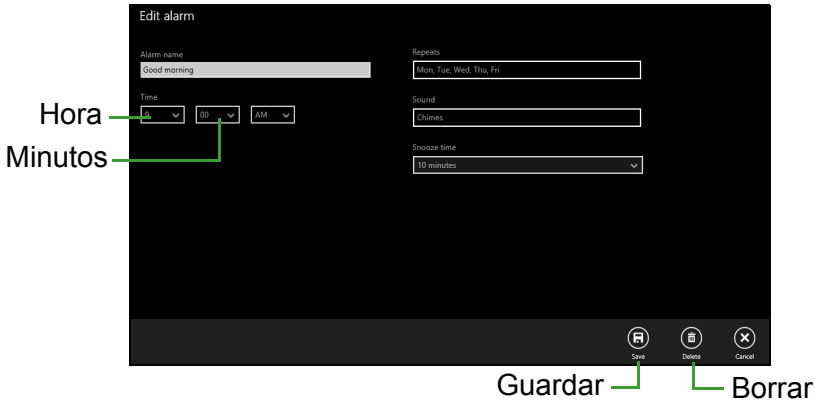 Edit alarm
Alarm name
Good morning
Time
9 00 AM
Repeats
Mon, Tue, Wed, Thu, Fri
Sound
Chimes
Snooze time
10 minutes
Hora
Minutos
Save Delete Cancel
Guardar Borrar